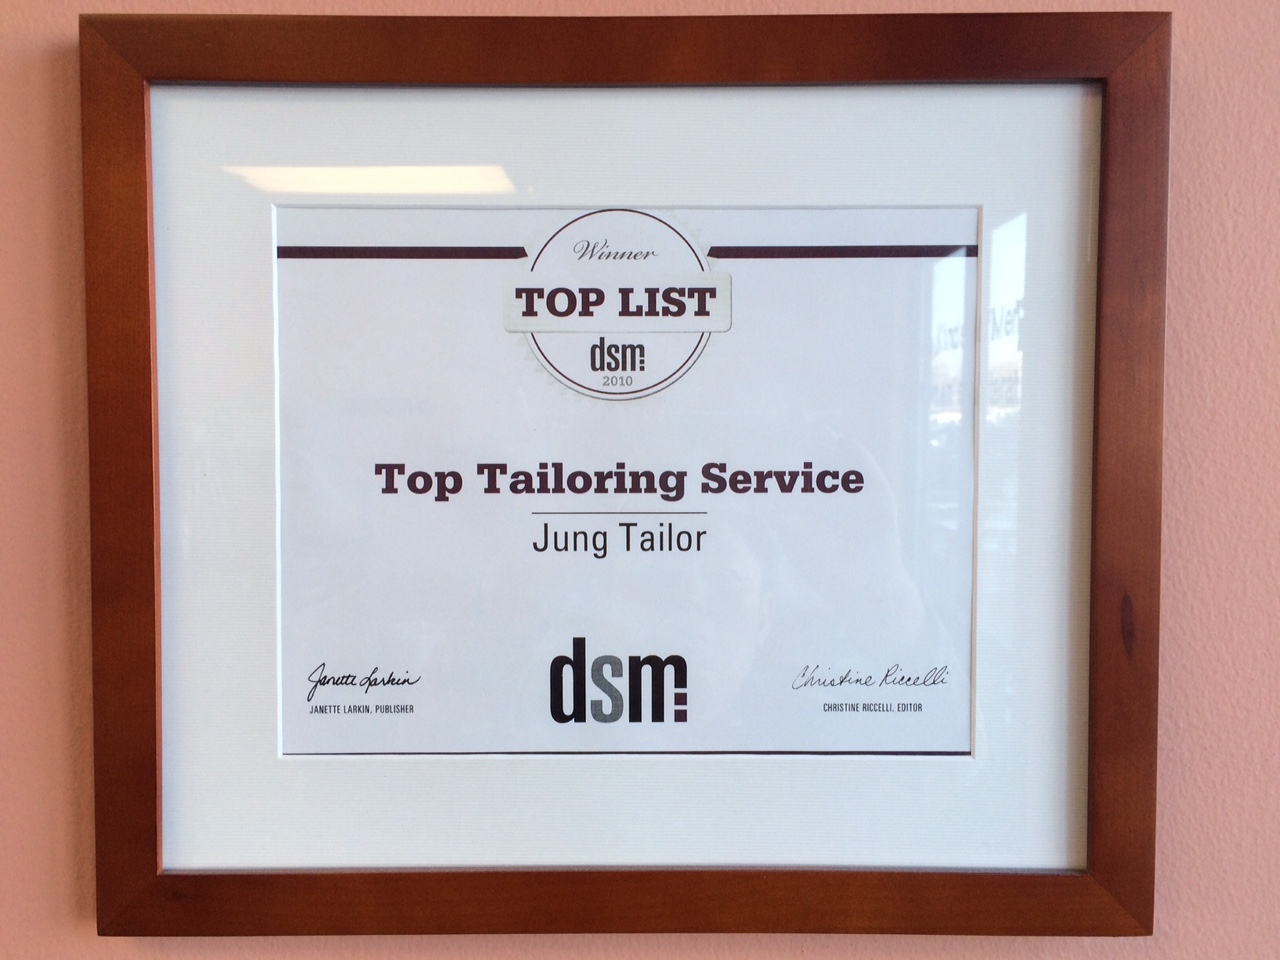 Winner
TOP LIST
dsm
2010
Top Tailoring Service
Jung Tailor
Janette Larkin
JANETTE LARKIN, PUBLISHER
dsm
Christine Riccelli
CHRISTINE RICCELLI, EDITOR